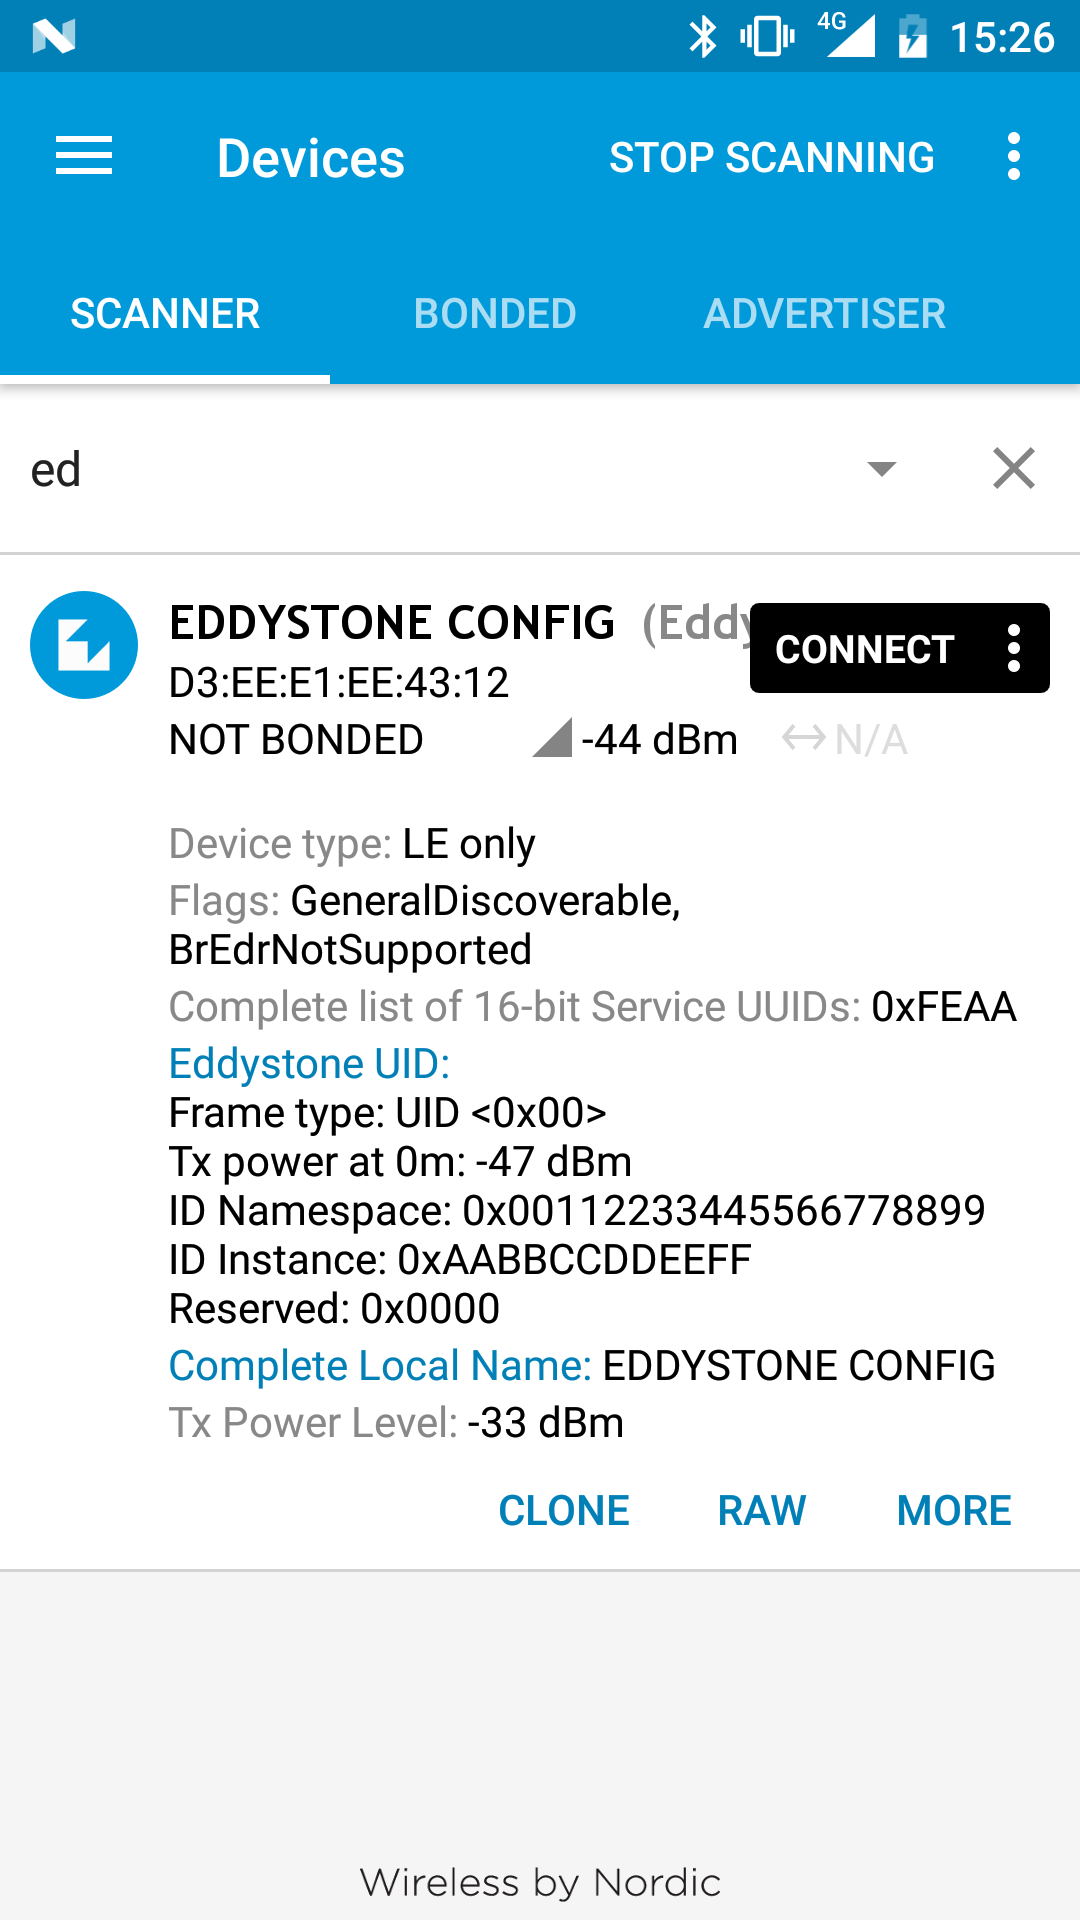 4G 15:26
Devices STOP SCANNING
SCANNER BONDED ADVERTISER
ed
EDDYSTONE CONFIG (Eddy
CONNECT
D3:EE:E1:EE:43:12
NOT BONDED -44 dBm N/A
Device type: LE only
Flags: GeneralDiscoverable,
BrEdrNotSupported
Complete list of 16-bit Service UUIDs: 0xFEAA
Eddystone UID:
Frame type: UID <0x00>
Tx power at 0m: -47 dBm
ID Namespace: 0x00112233445566778899
ID Instance: 0xAABBCCDDEEFF
Reserved: 0x0000
Complete Local Name: EDDYSTONE CONFIG
Tx Power Level: -33 dBm
CLONE RAW MORE
Wireless by Nordic